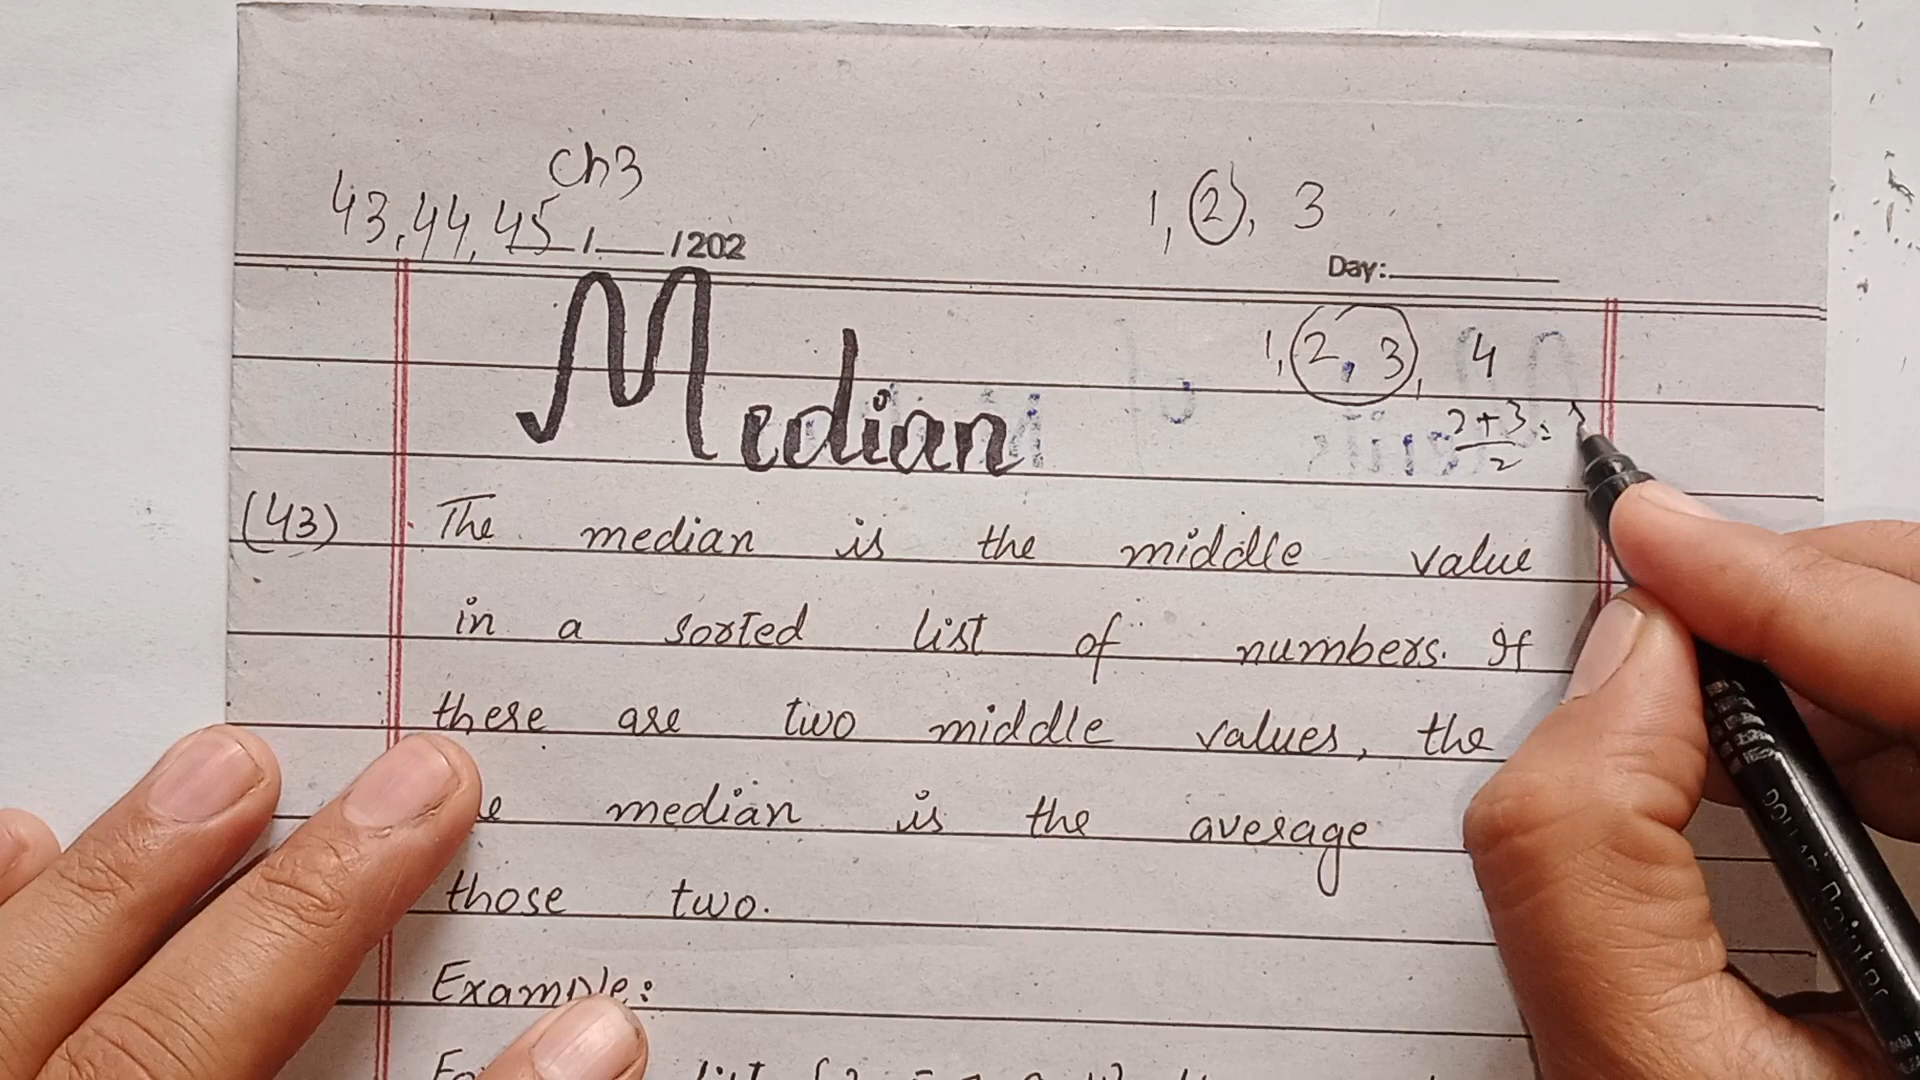 Ch3
43, 44, 45 / /202
1, 2, 3
Day:
1, 2, 3, 4
2+3 =
2
Median
(43) The median is the middle value
in a sorted list of numbers. If
there are two middle values, the
median is the average
those two.
Example: